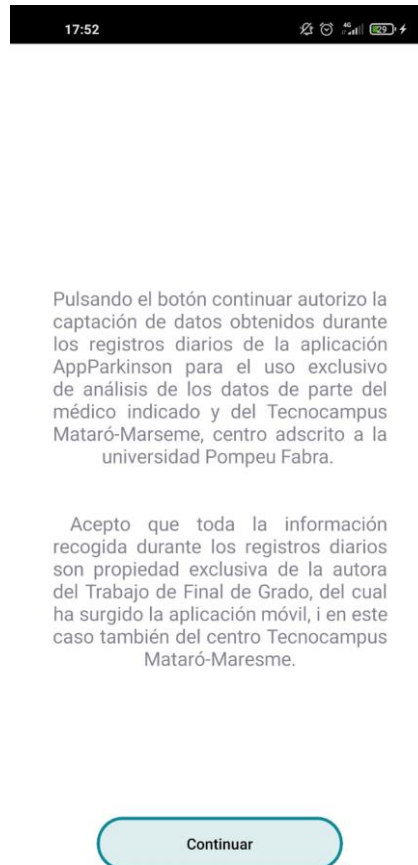 17:52
4G
29
Pulsando el botón continuar autorizo la
captación de datos obtenidos durante
los registros diarios de la aplicación
AppParkinson para el uso exclusivo
de análisis de los datos de parte del
médico indicado y del Tecnocampus
Mataró-Marseme, centro adscrito a la
universidad Pompeu Fabra.
Acepto que toda la información
recogida durante los registros diarios
son propiedad exclusiva de la autora
del Trabajo de Final de Grado, del cual
ha surgido la aplicación móvil, i en este
caso también del centro Tecnocampus
Mataró-Maresme.
Continuar